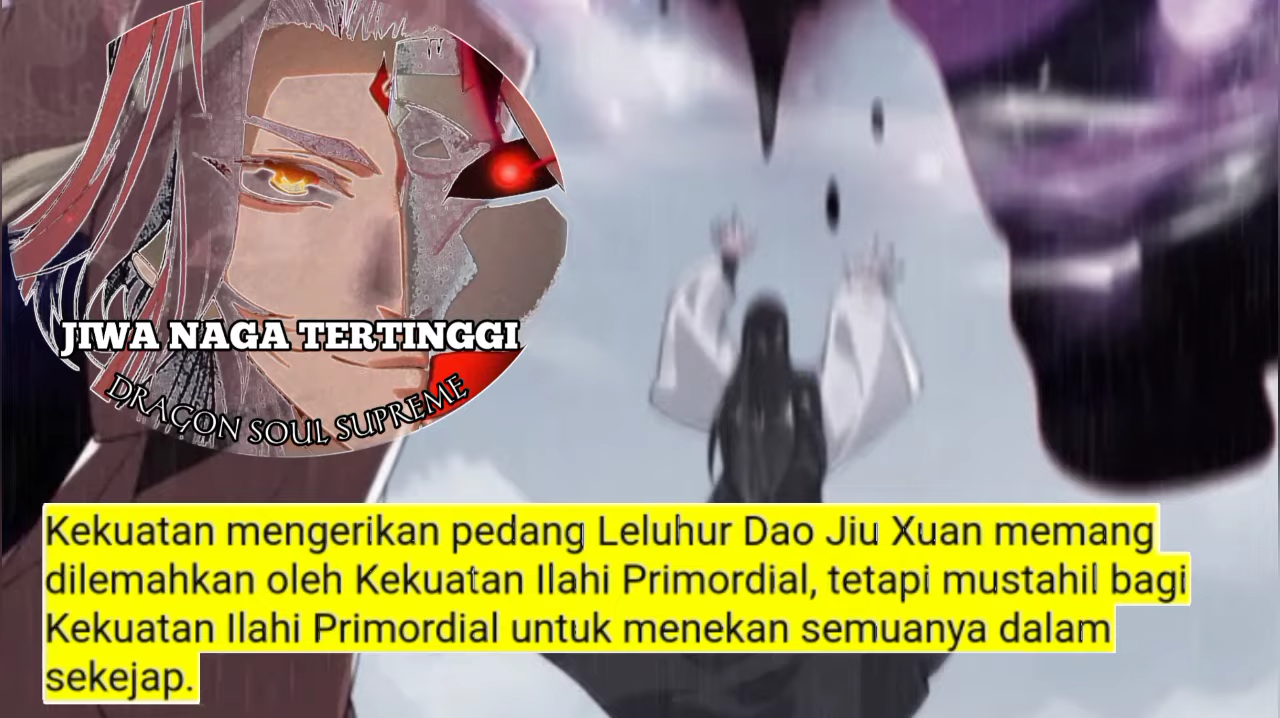 JIWA NAGA TERTINGGI
DRAGON SOUL SUPREME
Kekuatan mengerikan pedang Leluhur Dao Jiu Xuan memang
dilemahkan oleh Kekuatan Ilahi Primordial, tetapi mustahil bagi
Kekuatan Ilahi Primordial untuk menekan semuanya dalam
sekejap.